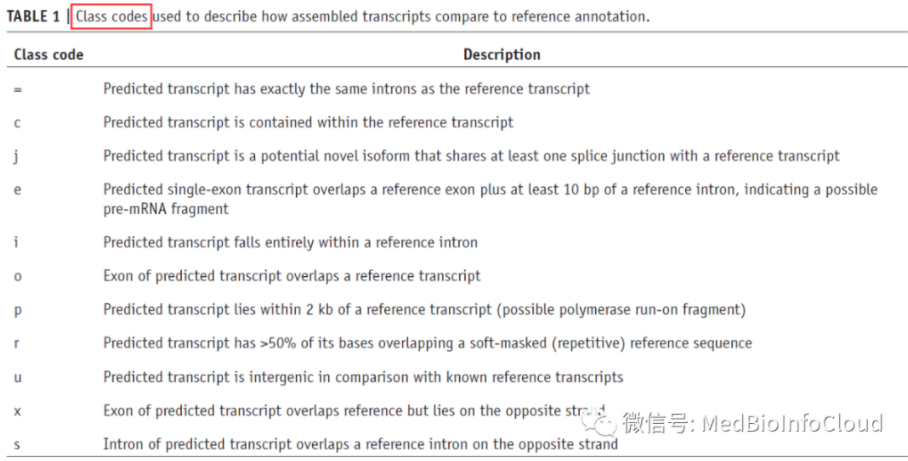 TABLE 1 | Class codes used to describe how assembled transcripts compare to reference annotation.
Class code Description
= Predicted transcript has exactly the same introns as the reference transcript
c Predicted transcript is contained within the reference transcript
j Predicted transcript is a potential novel isoform that shares at least one splice junction with a reference transcript
e Predicted single-exon transcript overlaps a reference exon plus at least 10 bp of a reference intron, indicating a possible
pre-mRNA fragment
i Predicted transcript falls entirely within a reference intron
o Exon of predicted transcript overlaps a reference transcript
p Predicted transcript lies within 2 kb of a reference transcript (possible polymerase run-on fragment)
r Predicted transcript has >50% of its bases overlapping a soft-masked (repetitive) reference sequence
u Predicted transcript is intergenic in comparison with known reference transcripts
x Exon of predicted transcript overlaps reference but lies on the opposite strand
s Intron of predicted transcript overlaps a reference intron on the opposite strand
微信号: MedBioInfoCloud